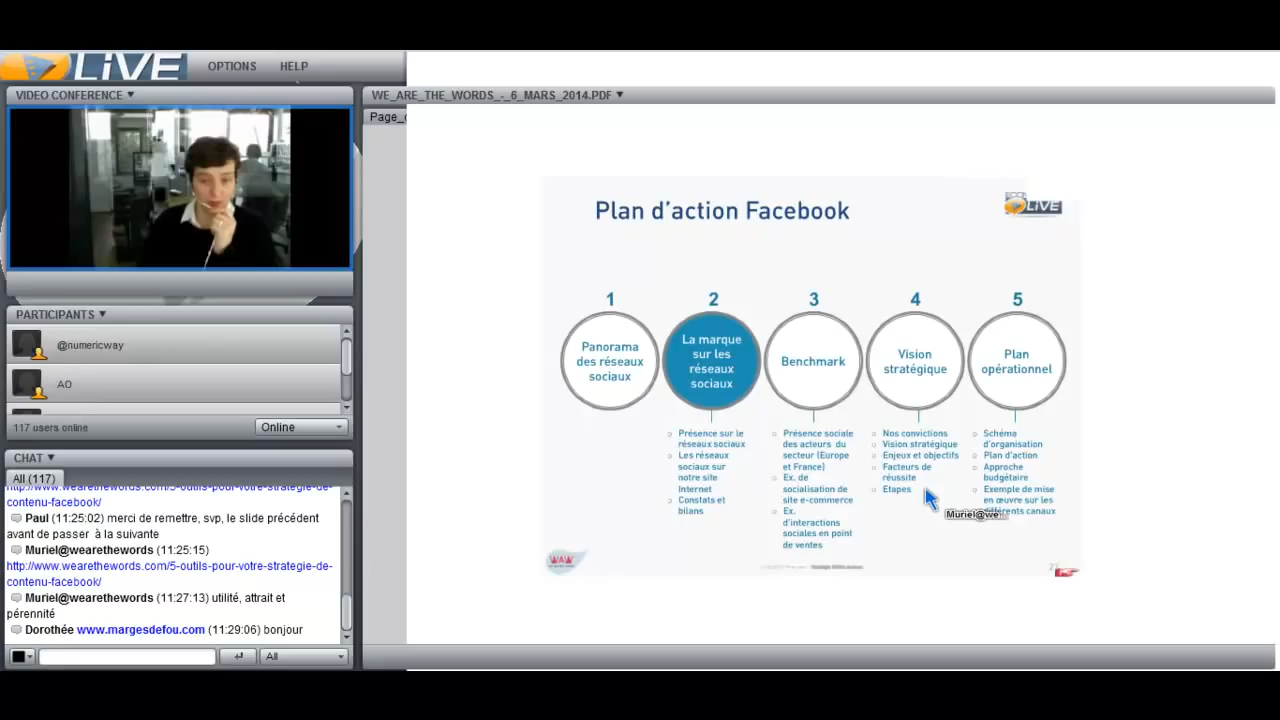 LIVE
OPTIONS
HELP
VIDEO CONFERENCE
WE_ARE_THE_WORDS_-_6_MARS_2014.PDF
Page_
PARTICIPANTS
@numericway
AO
117 users online
Online
CHAT
All (117)
http://www.wearethewords.com/5-outils-pour-votre-strategie-de-
contenu-facebook/
Paul (11:25:02) merci de remettre, svp, le slide précédent
avant de passer à la suivante
Muriel@wearethewords (11:25:15)
http://www.wearethewords.com/5-outils-pour-votre-strategie-de-
contenu-facebook/
Muriel@wearethewords (11:27:13) utilité, attrait et
pérennité
Dorothée www.margesdefou.com (11:29:06) bonjour
All
Plan d'action Facebook
LIVE
1
Panorama
des réseaux
sociaux
2
La marque
sur les
réseaux
sociaux
Présence sur le
réseaux sociaux
Les réseaux
sociaux sur
notre site
Internet
Constats et
bilans
3
Benchmark
Présence sociale
des acteurs du
secteur (Europe
et France)
Ex. de
socialisation de
site e-commerce
Ex.
d'interactions
sociales en point
de ventes
4
Vision
stratégique
Nos convictions
Vision stratégique
Enjeux et objectifs
Facteurs de
réussite
Etapes
5
Plan
opérationnel
Schéma
d'organisation
Plan d'action
Approche
budgétaire
Exemple de mise
en œuvre sur les
différents canaux
Muriel@we...
WAW